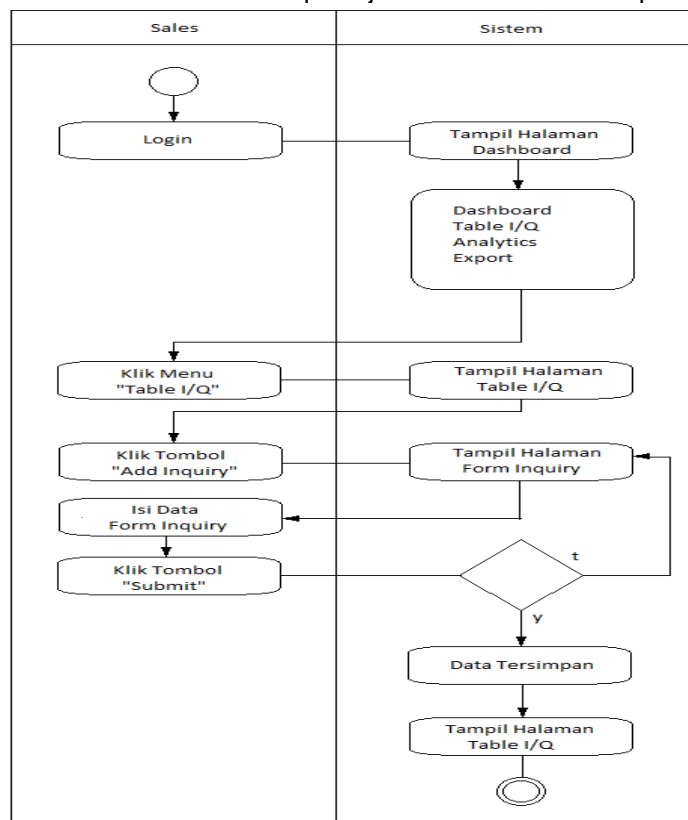 Sales
Sistem
Login
Tampil Halaman
Dashboard
Dashboard
Table I/Q
Analytics
Export
Klik Menu
"Table I/Q"
Tampil Halaman
Table I/Q
Klik Tombol
"Add Inquiry"
Tampil Halaman
Form Inquiry
Isi Data
Form Inquiry
Klik Tombol
"Submit"
t
y
Data Tersimpan
Tampil Halaman
Table I/Q